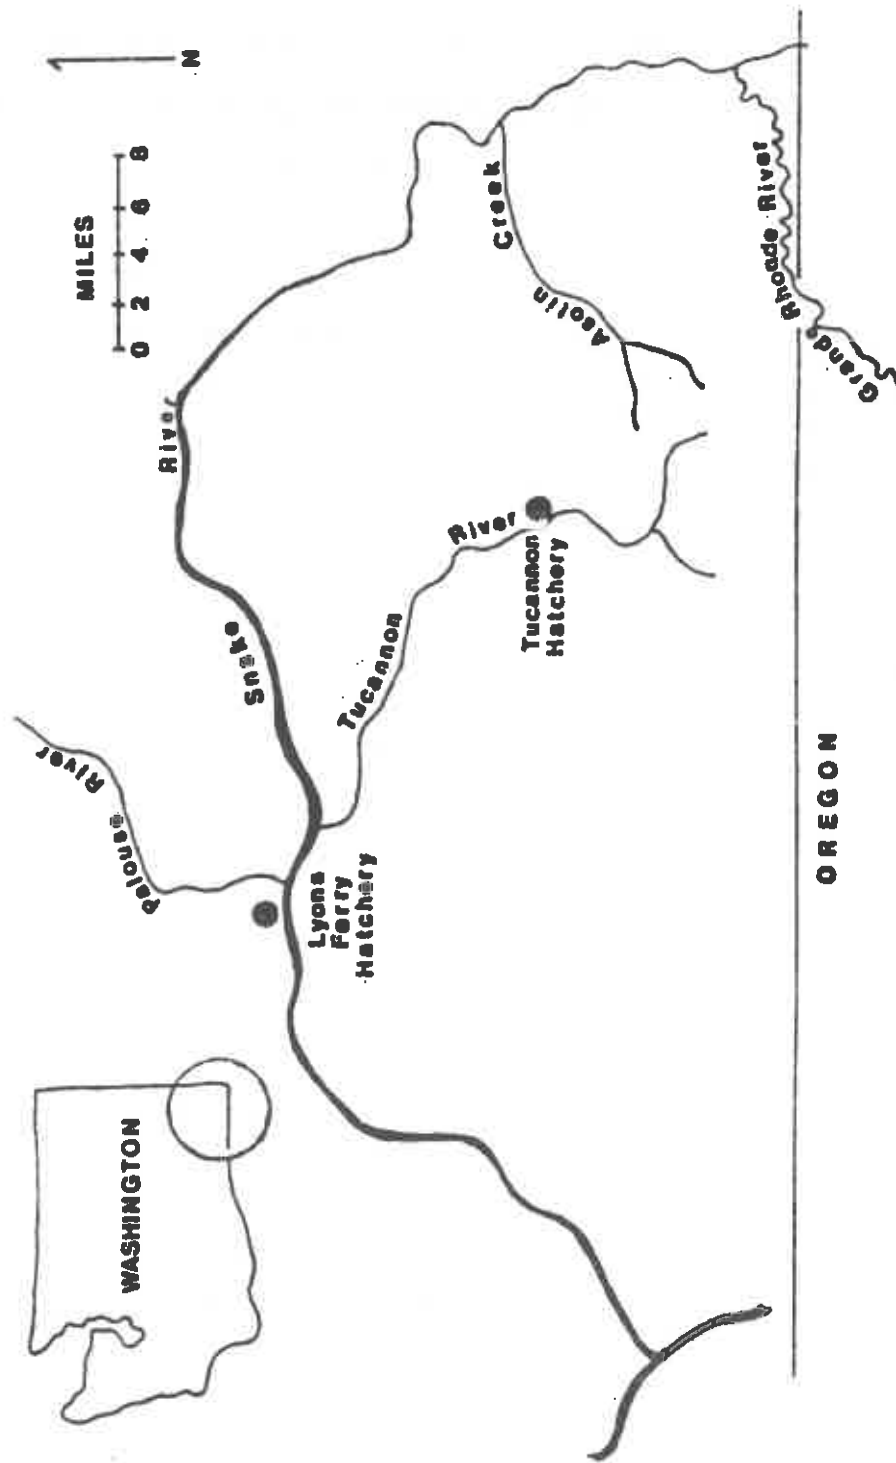 WASHINGTON
MILES
0 2 4 6 8
N
Palouse River
Snake River
Lyons
Ferry
Hatchery
Tucannon River
Tucannon
Hatchery
Asotin Creek
Grand Rhonde River
OREGON